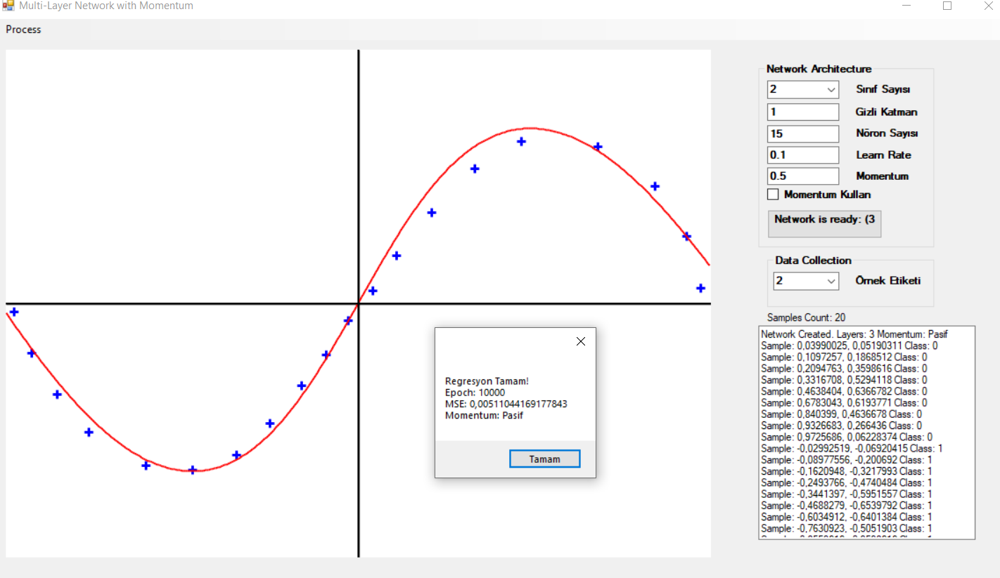 Multi-Layer Network with Momentum
Process
Network Architecture
2 Sınıf Sayısı
1 Gizli Katman
15 Nöron Sayısı
0.1 Learn Rate
0.5 Momentum
Momentum Kullan
Network is ready: (3
Data Collection
2 Örnek Etiketi
Samples Count: 20
Network Created. Layers: 3 Momentum: Pasif
Sample: 0,03990025, 0,05190311 Class: 0
Sample: 0,1097257, 0,1868512 Class: 0
Sample: 0,2094763, 0,3598616 Class: 0
Sample: 0,3316708, 0,5294118 Class: 0
Sample: 0,4638404, 0,6366782 Class: 0
Sample: 0,6783043, 0,6193771 Class: 0
Sample: 0,840399, 0,4636678 Class: 0
Sample: 0,9326683, 0,266436 Class: 0
Sample: 0,9725686, 0,06228374 Class: 0
Sample: -0,02992519, -0,06920415 Class: 1
Sample: -0,08977556, -0,200692 Class: 1
Sample: -0,1620948, -0,3217993 Class: 1
Sample: -0,2493766, -0,4740484 Class: 1
Sample: -0,3441397, -0,5951557 Class: 1
Sample: -0,4688279, -0,6539792 Class: 1
Sample: -0,6034912, -0,6401384 Class: 1
Sample: -0,7630923, -0,5051903 Class: 1
Regresyon Tamam!
Epoch: 10000
MSE: 0,00511044169177843
Momentum: Pasif
Tamam